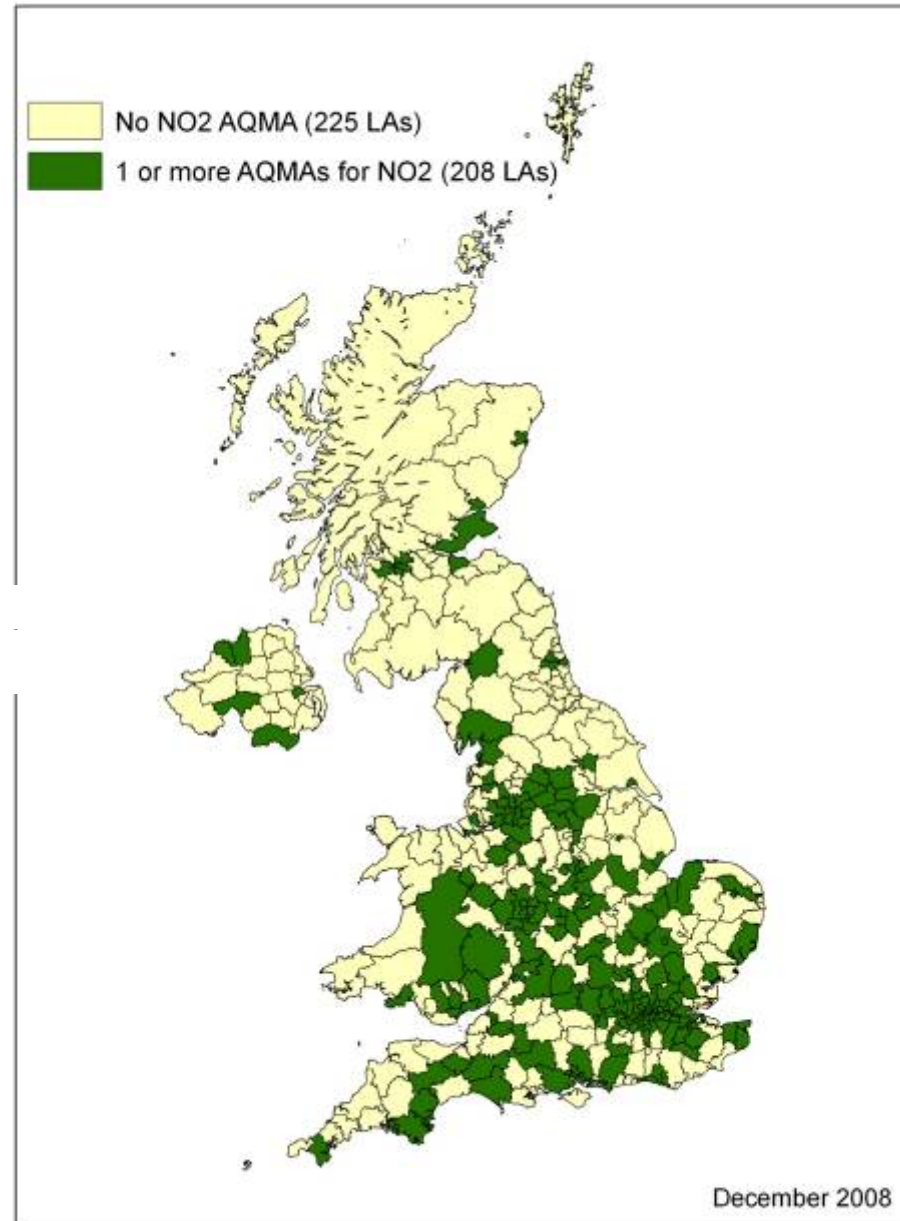 No NO2 AQMA (225 LAs)
1 or more AQMAs for NO2 (208 LAs)
December 2008